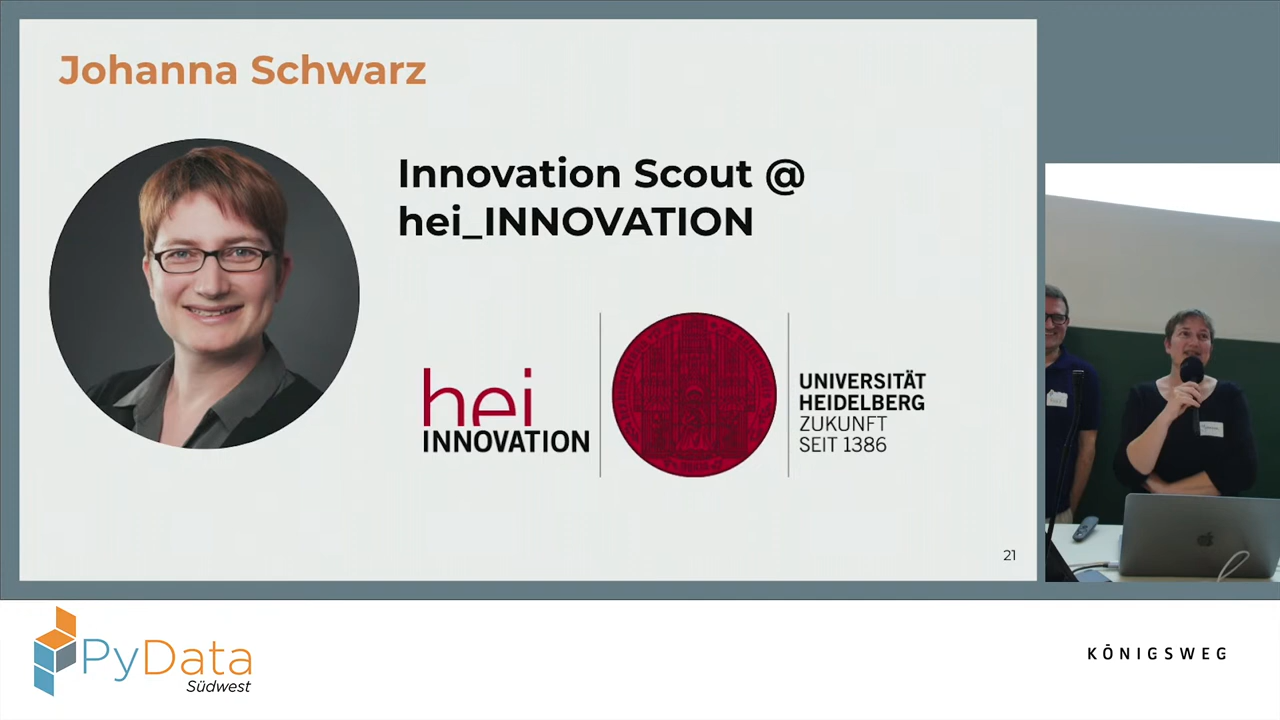 Johanna Schwarz
Innovation Scout @
hei_INNOVATION
hei
INNOVATION
UNIVERSITÄT
HEIDELBERG
ZUKUNFT
SEIT 1386
21
PyData
Südwest
KÖNIGSWEG